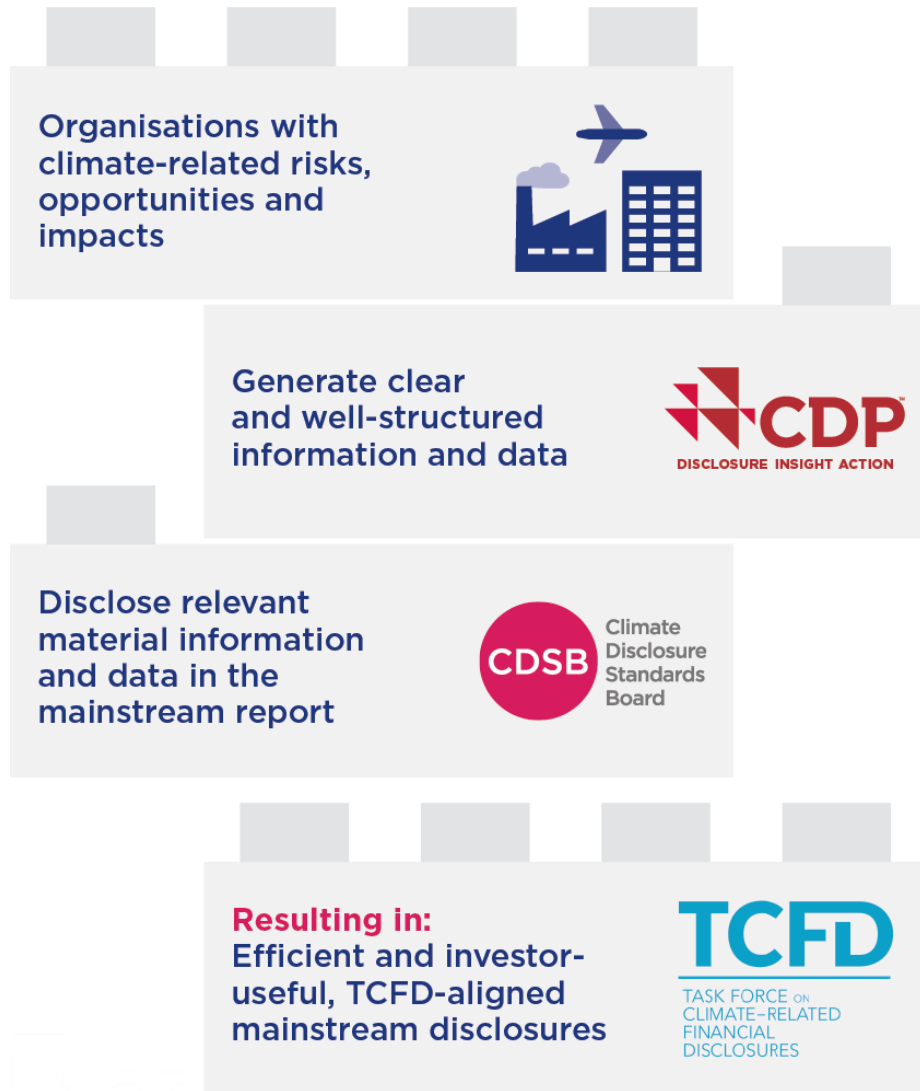 Organisations with
climate-related risks,
opportunities and
impacts
Generate clear
and well-structured
information and data
CDP™
DISCLOSURE INSIGHT ACTION
Disclose relevant
material information
and data in the
mainstream report
CDSB
Climate
Disclosure
Standards
Board
Resulting in:
Efficient and investor-
useful, TCFD-aligned
mainstream disclosures
TCFD
TASK FORCE ON
CLIMATE–RELATED
FINANCIAL
DISCLOSURES